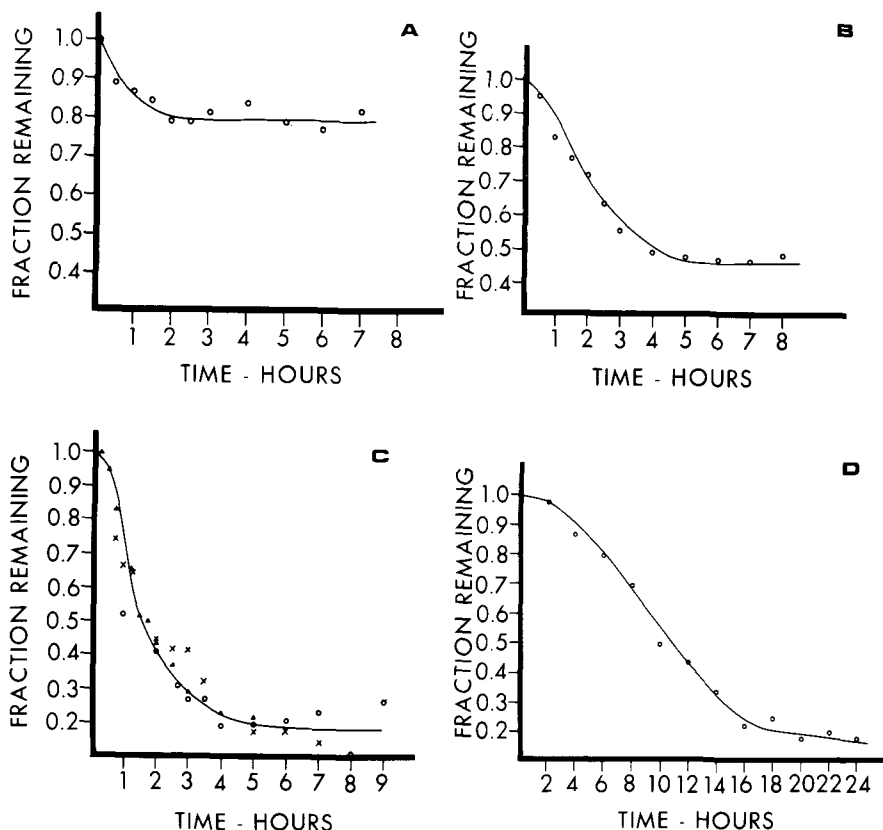 A
FRACTION REMAINING
1.0
0.9
0.8
0.7
0.6
0.5
0.4
1 2 3 4 5 6 7 8
TIME - HOURS
B
FRACTION REMAINING
1.0
0.9
0.8
0.7
0.6
0.5
0.4
1 2 3 4 5 6 7 8
TIME - HOURS
C
FRACTION REMAINING
1.0
0.9
0.8
0.7
0.6
0.5
0.4
0.3
0.2
1 2 3 4 5 6 7 8 9
TIME - HOURS
D
FRACTION REMAINING
1.0
0.9
0.8
0.7
0.6
0.5
0.4
0.3
0.2
2 4 6 8 10 12 14 16 18 20 22 24
TIME - HOURS